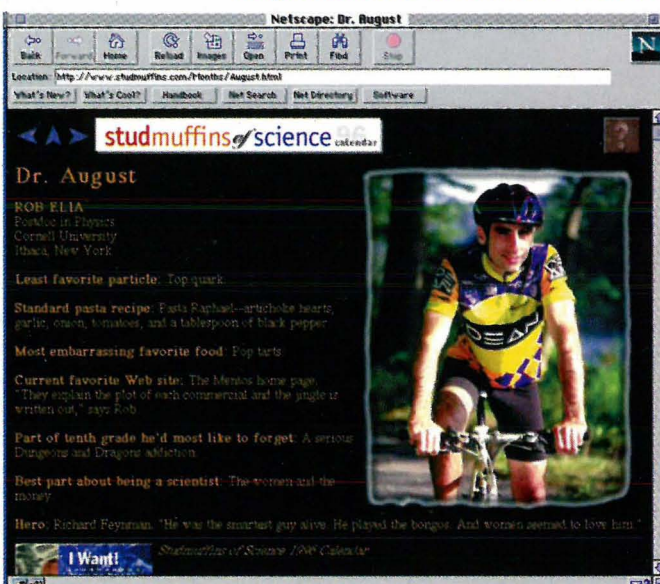 Netscape: Dr. August
Back Forward Home Reload Images Open Print Find Stop
N
Location: http://www.studmuffins.com/Months/August.html
What's New? What's Cool? Handbook Net Search Net Directory Software
studmuffins of science 96 calendar
?
Dr. August
ROB ELIA
Postdoc in Physics
Cornell University
Ithaca, New York
Least favorite particle: Top quark.
Standard pasta recipe: Pasta Raphael--artichoke hearts,
garlic, onion, tomatoes, and a tablespoon of black pepper
Most embarrassing favorite food: Pop tarts.
Current favorite Web site: The Mentos home page.
"They explain the plot of each commercial and the jingle is
written out," says Rob.
Part of tenth grade he'd most like to forget: A serious
Dungeons and Dragons addiction.
Best part about being a scientist: The women and the
money.
DEAN
Hero: Richard Feynman. "He was the smartest guy alive. He played the bongos. And women seemed to love him."
I Want!
Studmuffins of Science 1996 Calendar